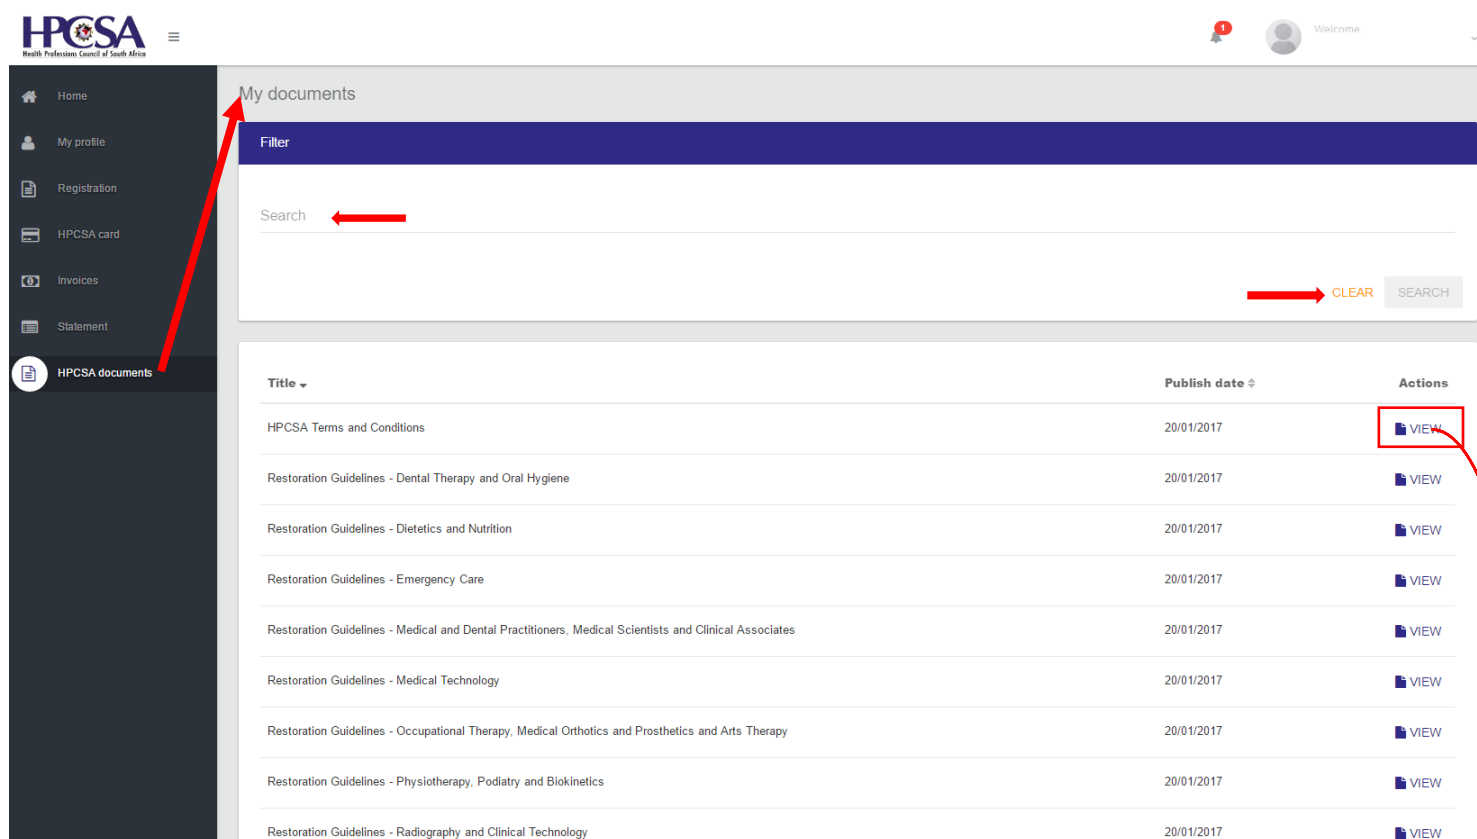 HPCSA
Health Professions Council of South Africa
1
Welcome
Home
My profile
Registration
HPCSA card
Invoices
Statement
HPCSA documents
My documents
Filter
Search
CLEAR SEARCH
Title Publish date Actions
HPCSA Terms and Conditions 20/01/2017 VIEW
Restoration Guidelines - Dental Therapy and Oral Hygiene 20/01/2017 VIEW
Restoration Guidelines - Dietetics and Nutrition 20/01/2017 VIEW
Restoration Guidelines - Emergency Care 20/01/2017 VIEW
Restoration Guidelines - Medical and Dental Practitioners, Medical Scientists and Clinical Associates 20/01/2017 VIEW
Restoration Guidelines - Medical Technology 20/01/2017 VIEW
Restoration Guidelines - Occupational Therapy, Medical Orthotics and Prosthetics and Arts Therapy 20/01/2017 VIEW
Restoration Guidelines - Physiotherapy, Podiatry and Biokinetics 20/01/2017 VIEW
Restoration Guidelines - Radiography and Clinical Technology 20/01/2017 VIEW